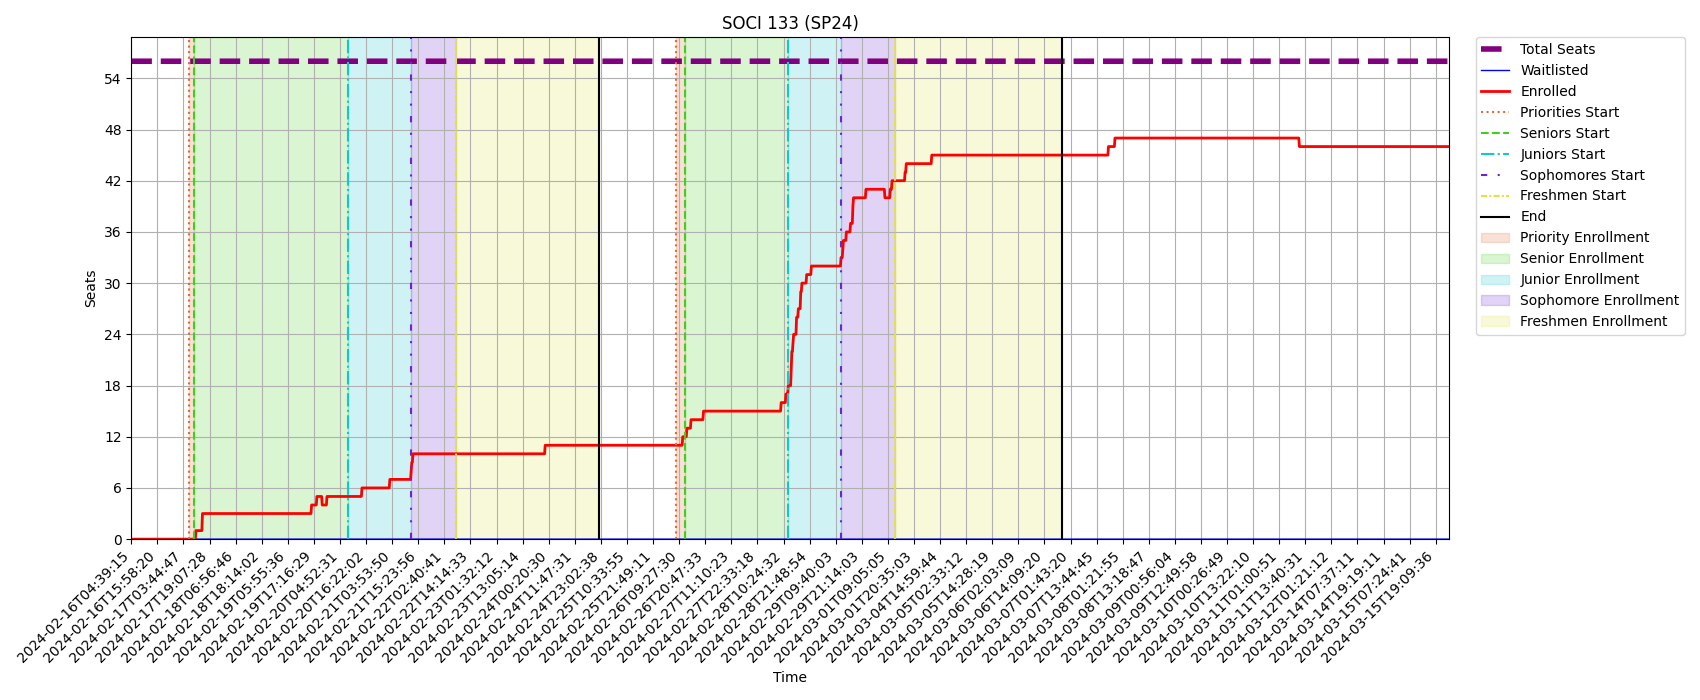 SOCI 133 (SP24)
Total Seats
Waitlisted
Enrolled
Priorities Start
Seniors Start
Juniors Start
Sophomores Start
Freshmen Start
End
Priority Enrollment
Senior Enrollment
Junior Enrollment
Sophomore Enrollment
Freshmen Enrollment
Seats
54
48
42
36
30
24
18
12
6
0
2024-02-16T04:39:15
2024-02-16T15:58:20
2024-02-17T03:44:47
2024-02-17T19:07:28
2024-02-18T06:56:46
2024-02-18T18:14:02
2024-02-19T05:55:36
2024-02-19T17:16:29
2024-02-20T04:52:31
2024-02-20T16:22:02
2024-02-21T03:53:50
2024-02-21T15:23:56
2024-02-22T02:40:41
2024-02-22T14:14:33
2024-02-23T01:32:12
2024-02-23T13:05:14
2024-02-24T00:20:30
2024-02-24T11:47:31
2024-02-24T23:02:38
2024-02-25T10:33:55
2024-02-25T21:49:11
2024-02-26T09:27:30
2024-02-26T20:47:33
2024-02-27T11:10:23
2024-02-27T22:33:18
2024-02-28T10:24:32
2024-02-28T21:48:54
2024-02-29T09:40:03
2024-02-29T21:14:03
2024-03-01T09:05:05
2024-03-01T20:35:03
2024-03-04T14:59:44
2024-03-05T02:33:12
2024-03-05T14:28:19
2024-03-06T02:03:09
2024-03-06T14:09:20
2024-03-07T01:43:20
2024-03-07T13:44:45
2024-03-08T01:21:55
2024-03-08T13:18:47
2024-03-09T00:56:04
2024-03-09T12:49:58
2024-03-10T00:26:49
2024-03-10T13:22:10
2024-03-11T01:00:51
2024-03-11T13:40:31
2024-03-12T01:21:12
2024-03-14T07:37:11
2024-03-14T19:19:11
2024-03-15T07:24:41
2024-03-15T19:09:36
Time